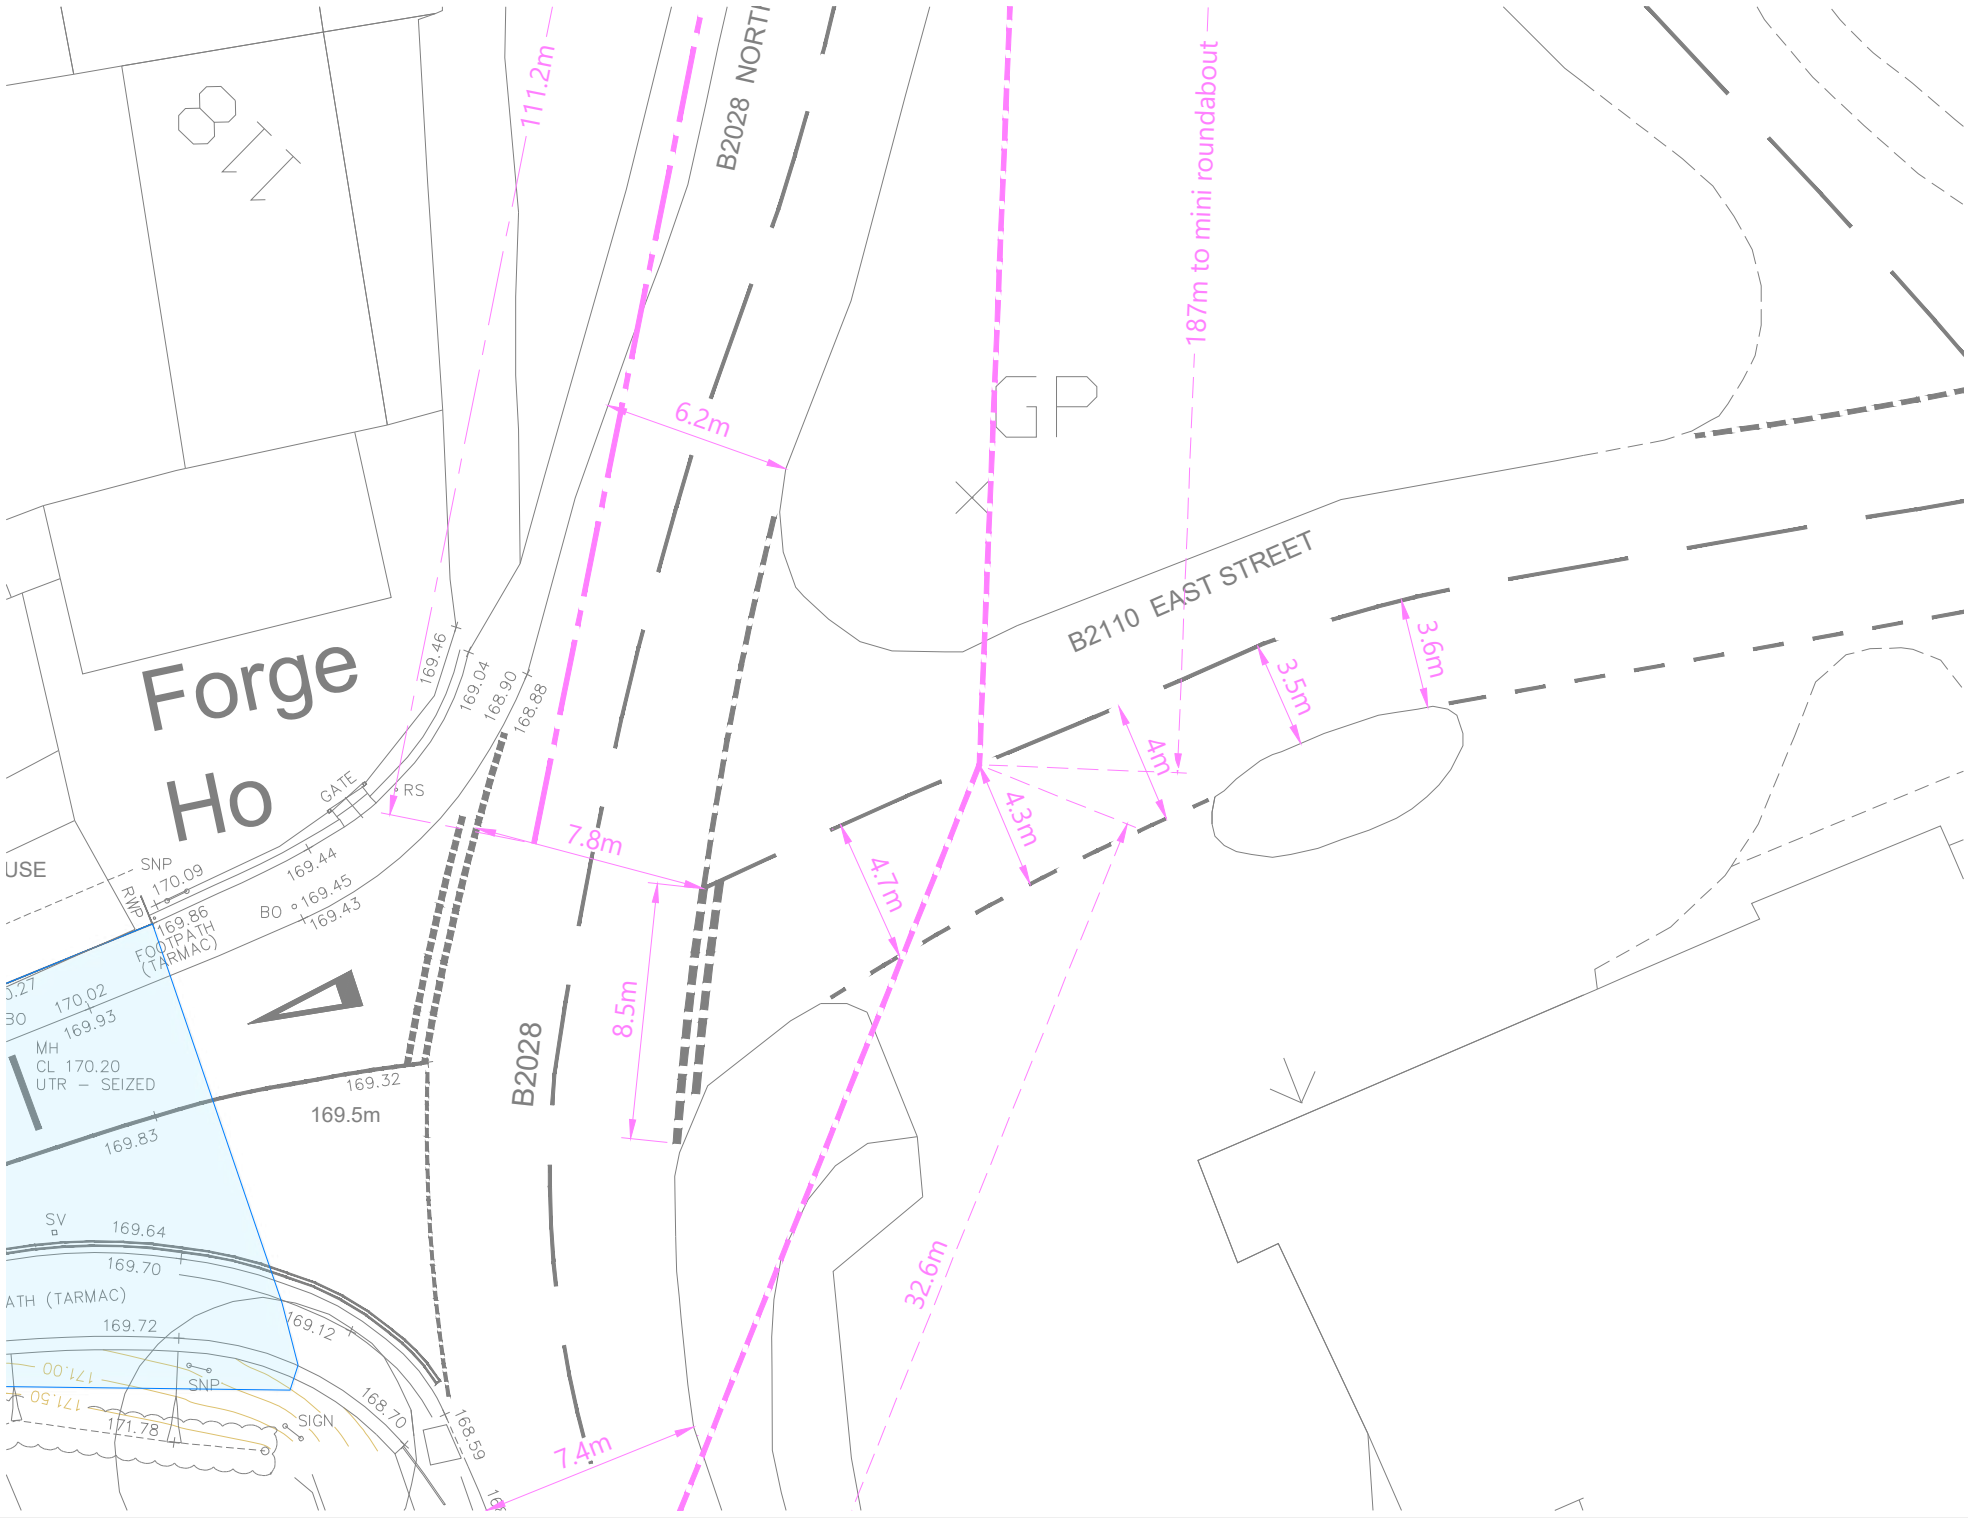 111.2m
B2028 NORTH
187m to mini roundabout
811
6.2m
GP
B2110 EAST STREET
3.6m
3.5m
Forge
Ho
169.46
169.04
168.90
168.88
GATE
RS
7.8m
4m
4.3m
4.7m
USE
SNP
170.09
169.44
RWP
169.86
BO
169.45
169.43
FOOTPATH
(TARMAC)
0.27
BO
170.02
169.93
MH
CL 170.20
UTR - SEIZED
8.5m
B2028
169.32
169.5m
169.83
SV
169.64
169.70
ATH (TARMAC)
169.72
169.12
32.6m
171.00
SNP
171.50
171.78
168.70
SIGN
168.59
7.4m